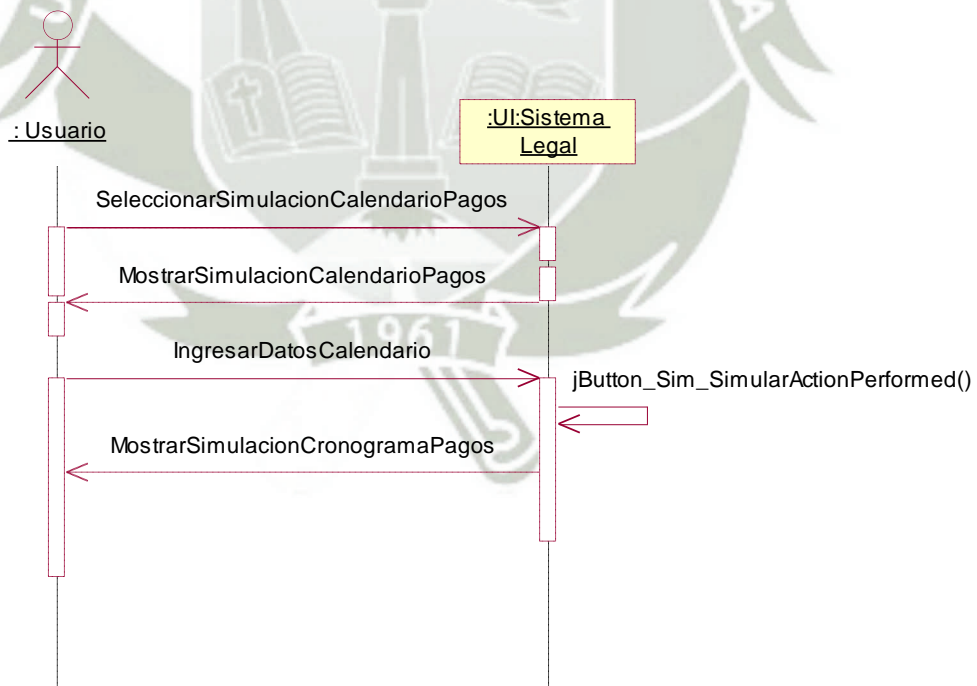 : Usuario
:UI:Sistema
Legal
SeleccionarSimulacionCalendarioPagos
MostrarSimulacionCalendarioPagos
1961
IngresarDatosCalendario
jButton_Sim_SimularActionPerformed()
MostrarSimulacionCronogramaPagos